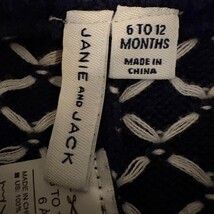 JANIE AND JACK
6 TO 12
MONTHS
MADE IN
CHINA